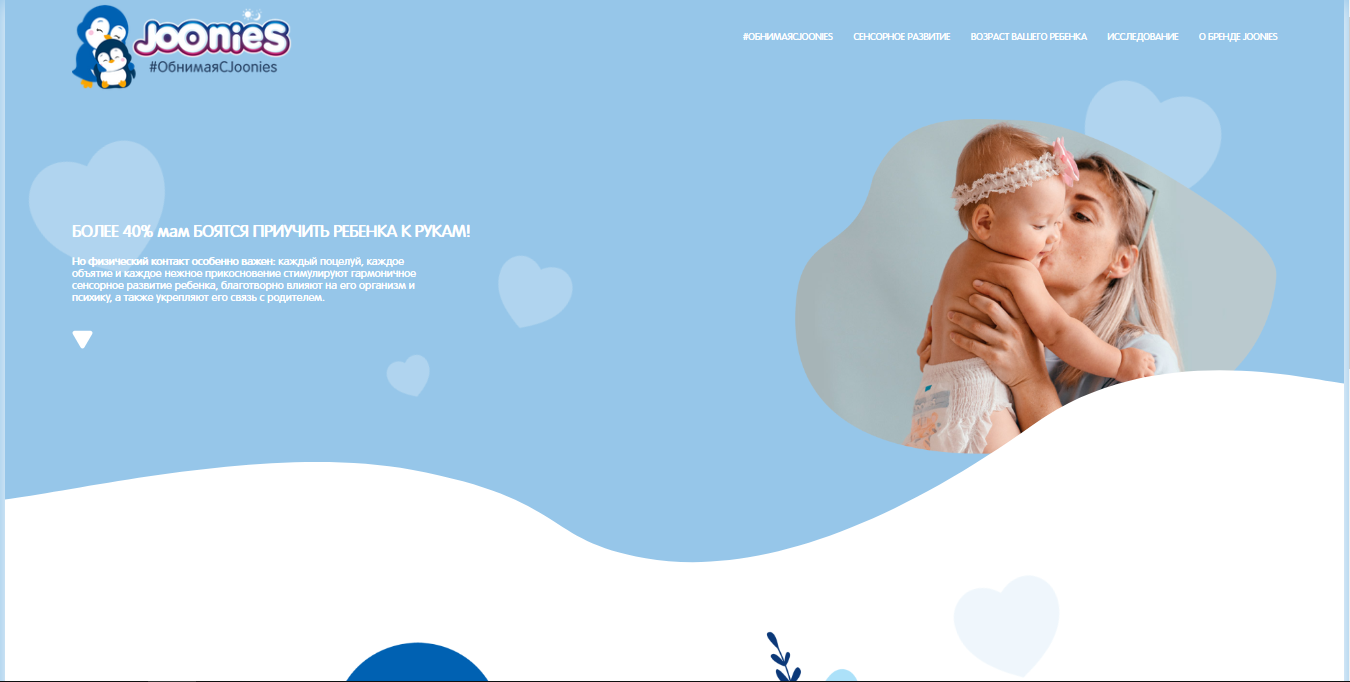 Joonies
#ОбнимаяСJoonies
#ОБНИМАЯСJOONIES СЕНСОРНОЕ РАЗВИТИЕ ВОЗРАСТ ВАШЕГО РЕБЕНКА ИССЛЕДОВАНИЕ О БРЕНДЕ JOONIES
БОЛЕЕ 40% мам БОЯТСЯ ПРИУЧИТЬ РЕБЕНКА К РУКАМ!
Но физический контакт особенно важен: каждый поцелуй, каждое
объятие и каждое нежное прикосновение стимулируют гармоничное
сенсорное развитие ребенка, благотворно влияют на его организм и
психику, а также укрепляют его связь с родителем.